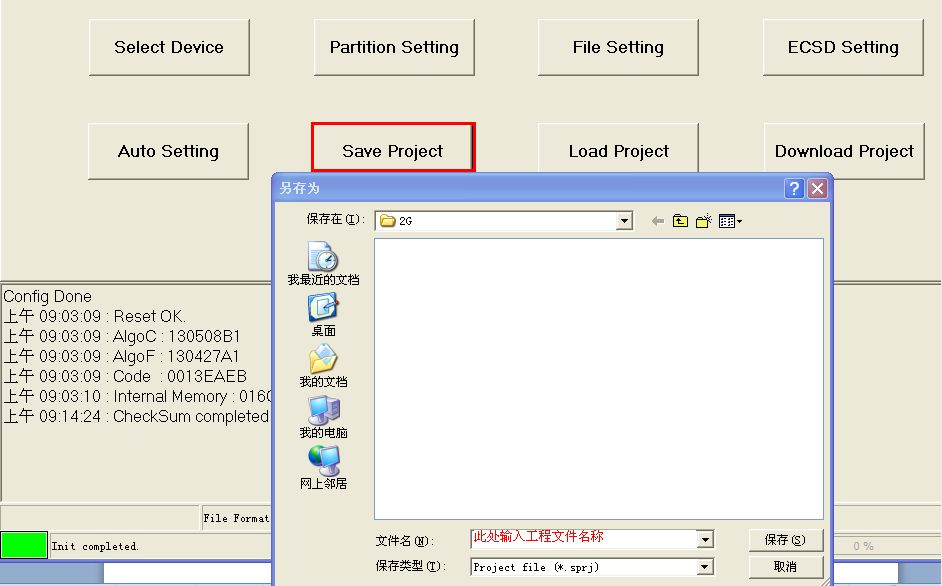 Select Device
Partition Setting
File Setting
ECSD Setting
Auto Setting
Save Project
Load Project
Download Project
另存为
保存在(I):
2G
我最近的文档
桌面
我的文档
我的电脑
网上邻居
Config Done
上午 09:03:09 : Reset OK.
上午 09:03:09 : AlgoC : 130508B1
上午 09:03:09 : AlgoF : 130427A1
上午 09:03:09 : Code : 0013EAEB
上午 09:03:10 : Internal Memory : 016
上午 09:14:24 : CheckSum completed
File Format
Init completed.
文件名(N):
此处输入工程文件名称
保存(S)
保存类型(T):
Project file (*.sprj)
取消
0 %